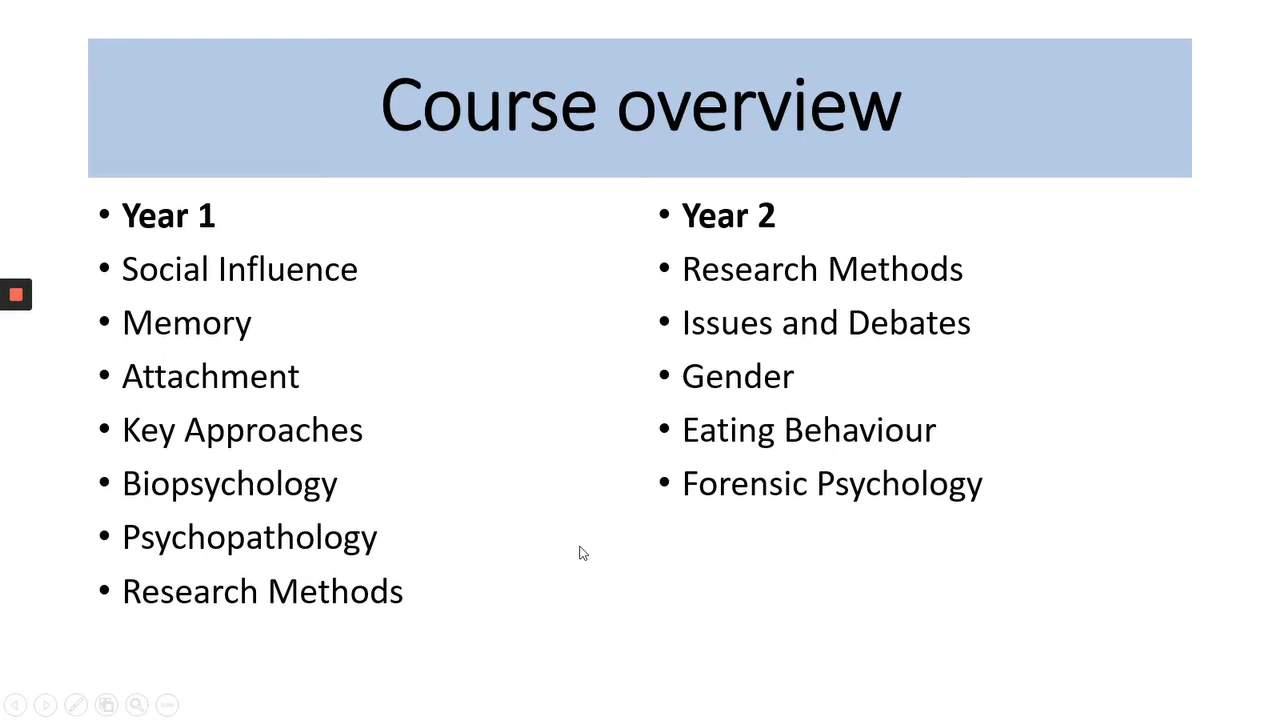 Course overview
• Year 1
• Social Influence
• Memory
• Attachment
• Key Approaches
• Biopsychology
• Psychopathology
• Research Methods
• Year 2
• Research Methods
• Issues and Debates
• Gender
• Eating Behaviour
• Forensic Psychology